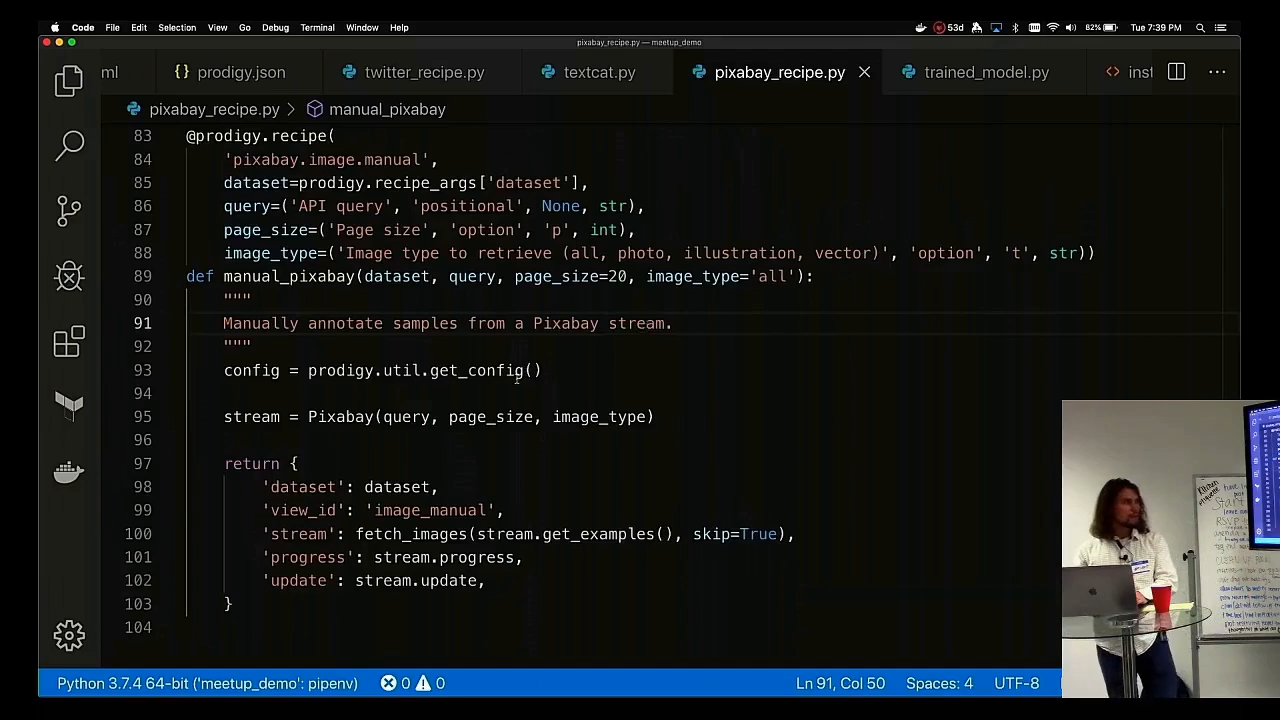 Code File Edit Selection View Go Debug Terminal Window Help 53d 82% Tue 7:39 PM
pixabay_recipe.py — meetup_demo
ml {} prodigy.json twitter_recipe.py textcat.py pixabay_recipe.py trained_model.py <> inst
pixabay_recipe.py > manual_pixabay
83 @prodigy.recipe(
84 'pixabay.image.manual',
85 dataset=prodigy.recipe_args['dataset'],
86 query=('API query', 'positional', None, str),
87 page_size=('Page size', 'option', 'p', int),
88 image_type=('Image type to retrieve (all, photo, illustration, vector)', 'option', 't', str))
89 def manual_pixabay(dataset, query, page_size=20, image_type='all'):
90 """
91 Manually annotate samples from a Pixabay stream.
92 """
93 config = prodigy.util.get_config()
94
95 stream = Pixabay(query, page_size, image_type)
96
97 return {
98 'dataset': dataset,
99 'view_id': 'image_manual',
100 'stream': fetch_images(stream.get_examples(), skip=True),
101 'progress': stream.progress,
102 'update': stream.update,
103 }
104
Python 3.7.4 64-bit ('meetup_demo': pipenv) 0 0 Ln 91, Col 50 Spaces: 4 UTF-8